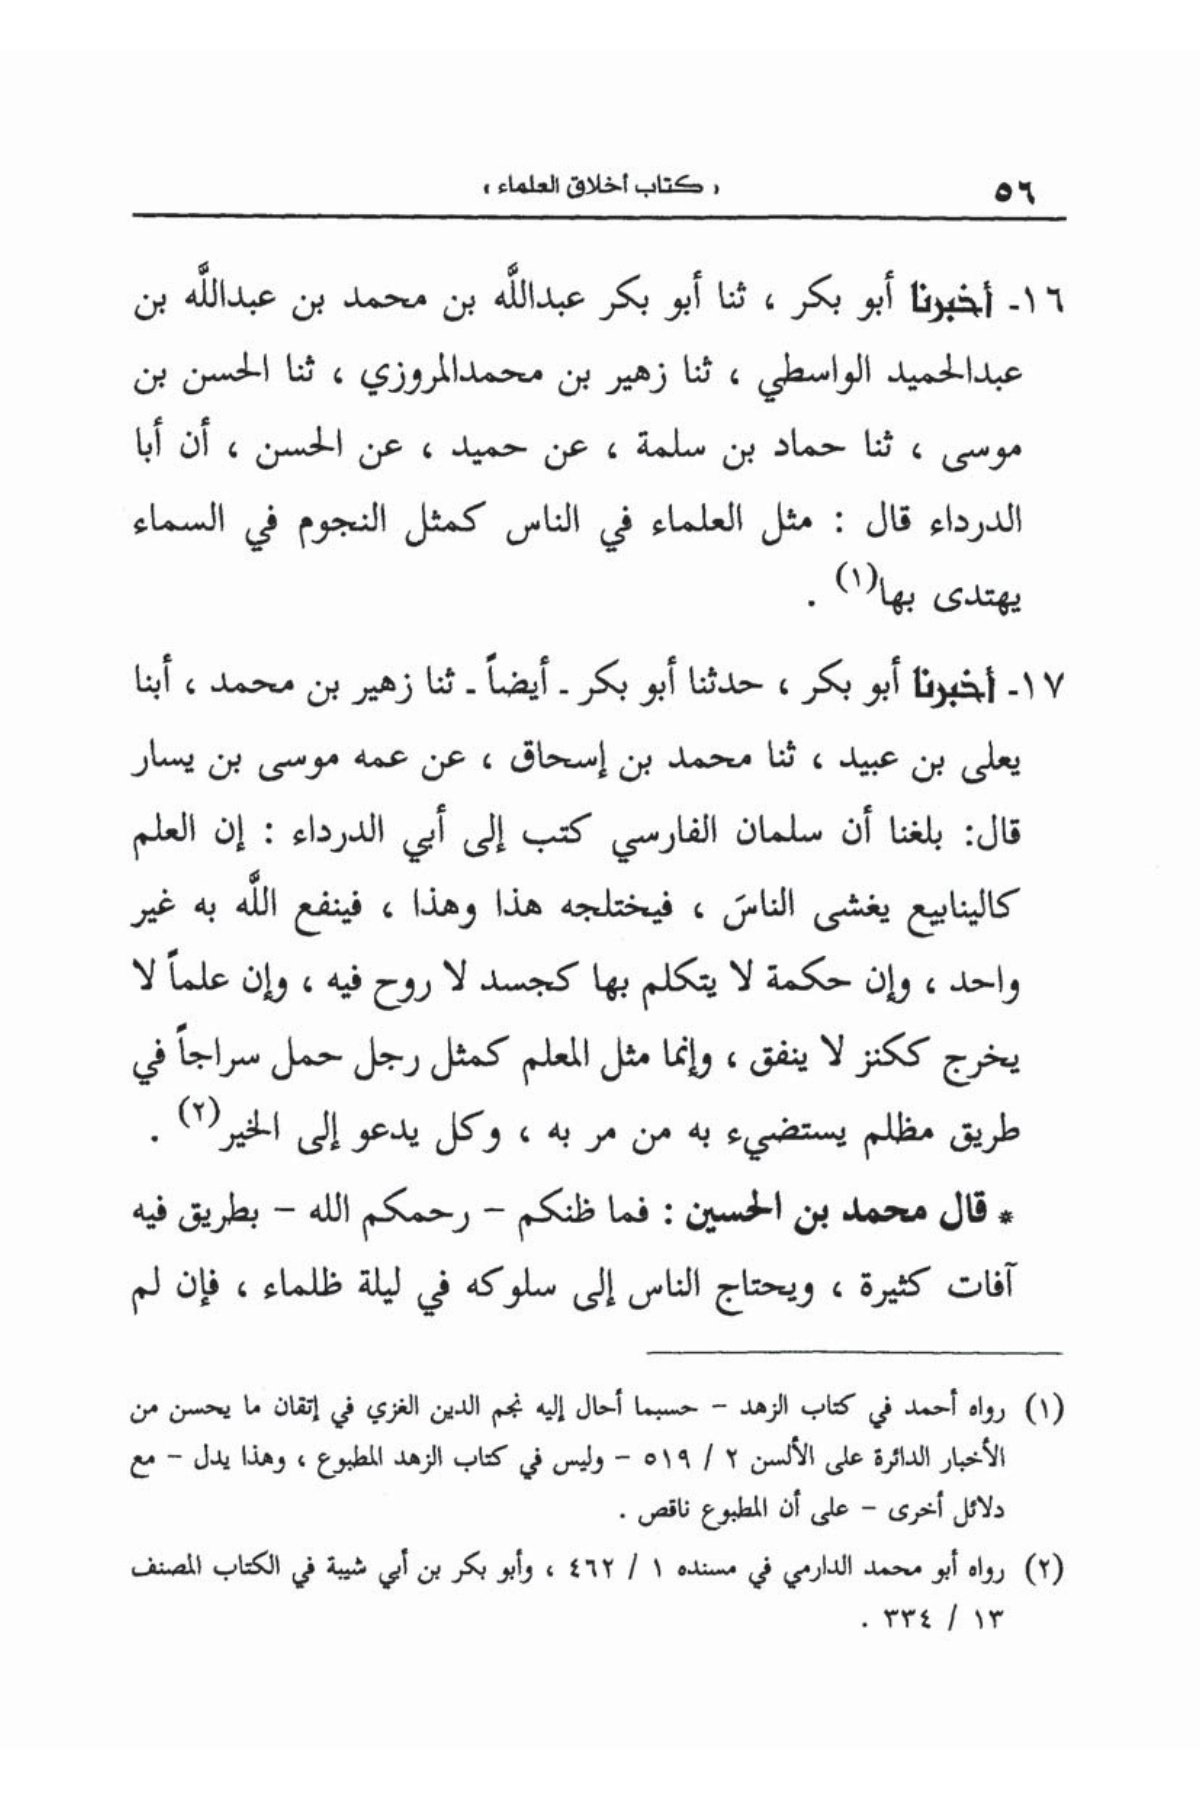 ٥٦
« كتاب أخلاق العلماء »
١٦- أخبرنا أبو بكر ، ثنا أبو بكر عبداللَّه بن محمد بن عبداللَّه بن
عبدالحميد الواسطي ، ثنا زهير بن محمدالمروزي ، ثنا الحسن بن
موسى ، ثنا حماد بن سلمة ، عن حميد ، عن الحسن ، أن أبا
الدرداء قال : مثل العلماء في الناس كمثل النجوم في السماء
يهتدى بها(١) .
١٧- أخبرنا أبو بكر ، حدثنا أبو بكر - أيضاً - ثنا زهير بن محمد ، أبنا
يعلى بن عبيد ، ثنا محمد بن إسحاق ، عن عمه موسى بن يسار
قال: بلغنا أن سلمان الفارسي كتب إلى أبي الدرداء : إن العلم
كالينابيع يغشى الناسَ ، فيختلجه هذا وهذا ، فينفع اللَّه به غير
واحد ، وإن حكمة لا يتكلم بها كجسد لا روح فيه ، وإن علماً لا
يخرج ككنز لا ينفق ، وإنما مثل المعلم كمثل رجل حمل سراجاً في
طريق مظلم يستضيء به من مر به ، وكل يدعو إلى الخير(٢) .
* قال محمد بن الحسين : فما ظنكم – رحمكم الله – بطريق فيه
آفات كثيرة ، ويحتاج الناس إلى سلوكه في ليلة ظلماء ، فإن لم
(١) رواه أحمد في كتاب الزهد – حسبما أحال إليه نجم الدين الغزي في إتقان ما يحسن من
الأخبار الدائرة على الألسن ٢ / ٥١٩ – وليس في كتاب الزهد المطبوع ، وهذا يدل – مع
دلائل أخرى – على أن المطبوع ناقص .
(٢) رواه أبو محمد الدارمي في مسنده ١ / ٤٦٢ ، وأبو بكر بن أبي شيبة في الكتاب المصنف
١٣ / ٣٣٤ .